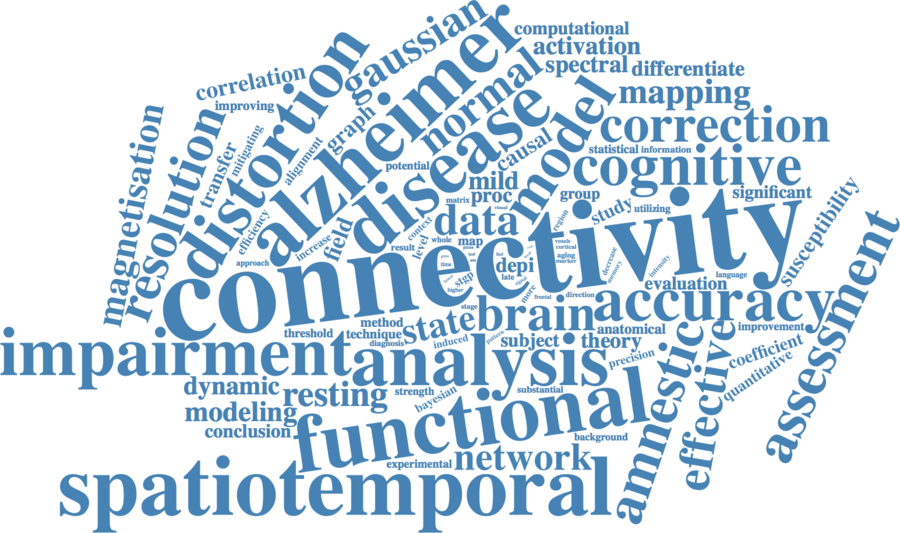 computational
activation
gaussian
spectral
differentiate
correlation
alzheimer
normal
mapping
improving
distortion
graph
model
correction
mitigating
alignment
causal
statistical
information
magnetisation
resolution
transfer
potential
disease
cognitive
mild
proc
group
significant
matrix
visual
study
utilizing
susceptibility
efficiency
increase
field
context
level
data
region
connectivity
result
whole
map
voxels
cortical
aging
marker
decrease
memory
intensity
language
approach
time
depi
late
stgp
higher
more
frontal
direction
evaluation
accuracy
assessment
stage
threshold
method
technique
diagnosis
state
brain
induced
pattern
subject
theory
anatomical
improvement
impairment
analysis
precision
amnestic
effective
coefficient
quantitative
dynamic
resting
strength
bayesian
substantial
modeling
conclusion
functional
background
experimental
network
spatiotemporal